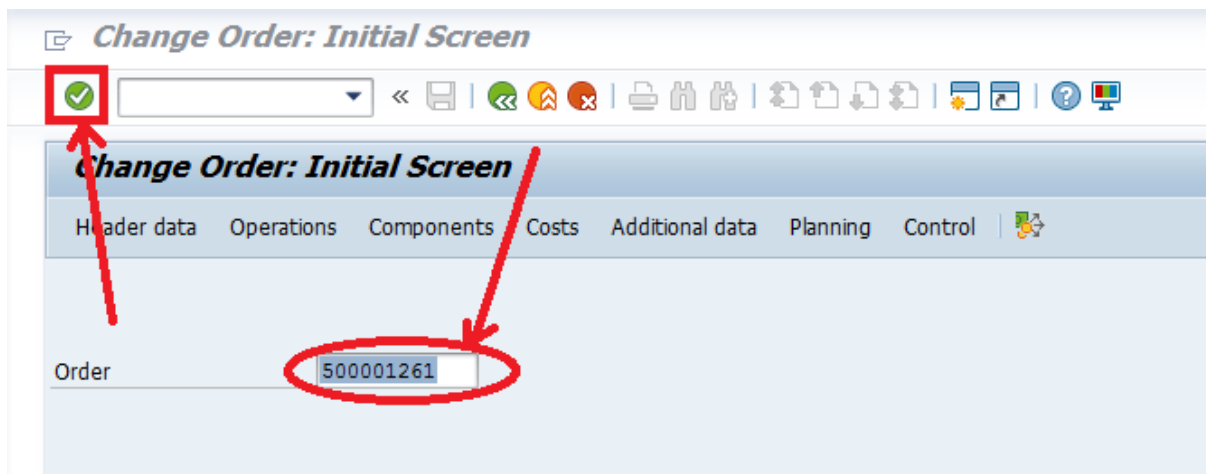 Change Order: Initial Screen
Change Order: Initial Screen
Header data Operations Components Costs Additional data Planning Control
Order 500001261